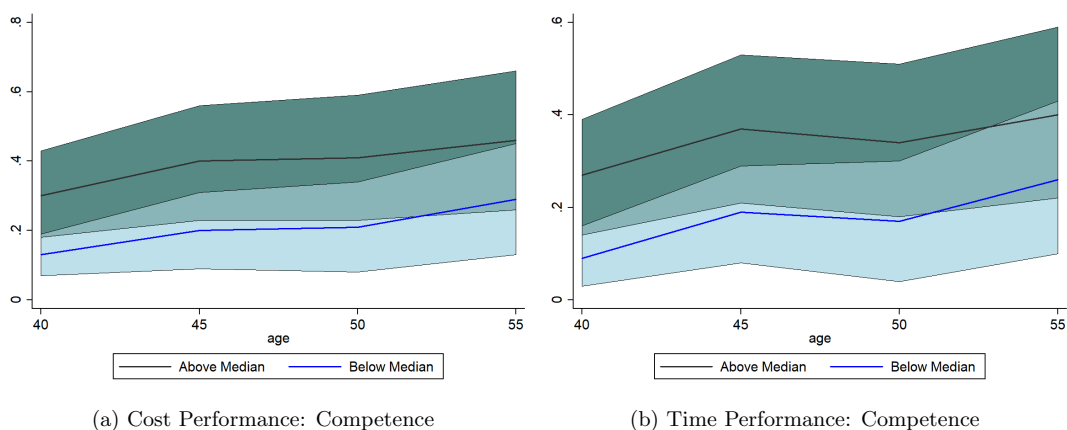 .8
.6
.4
.2
0
40 45 50 55
age
Above Median Below Median
(a) Cost Performance: Competence
.6
.4
.2
0
40 45 50 55
age
Above Median Below Median
(b) Time Performance: Competence